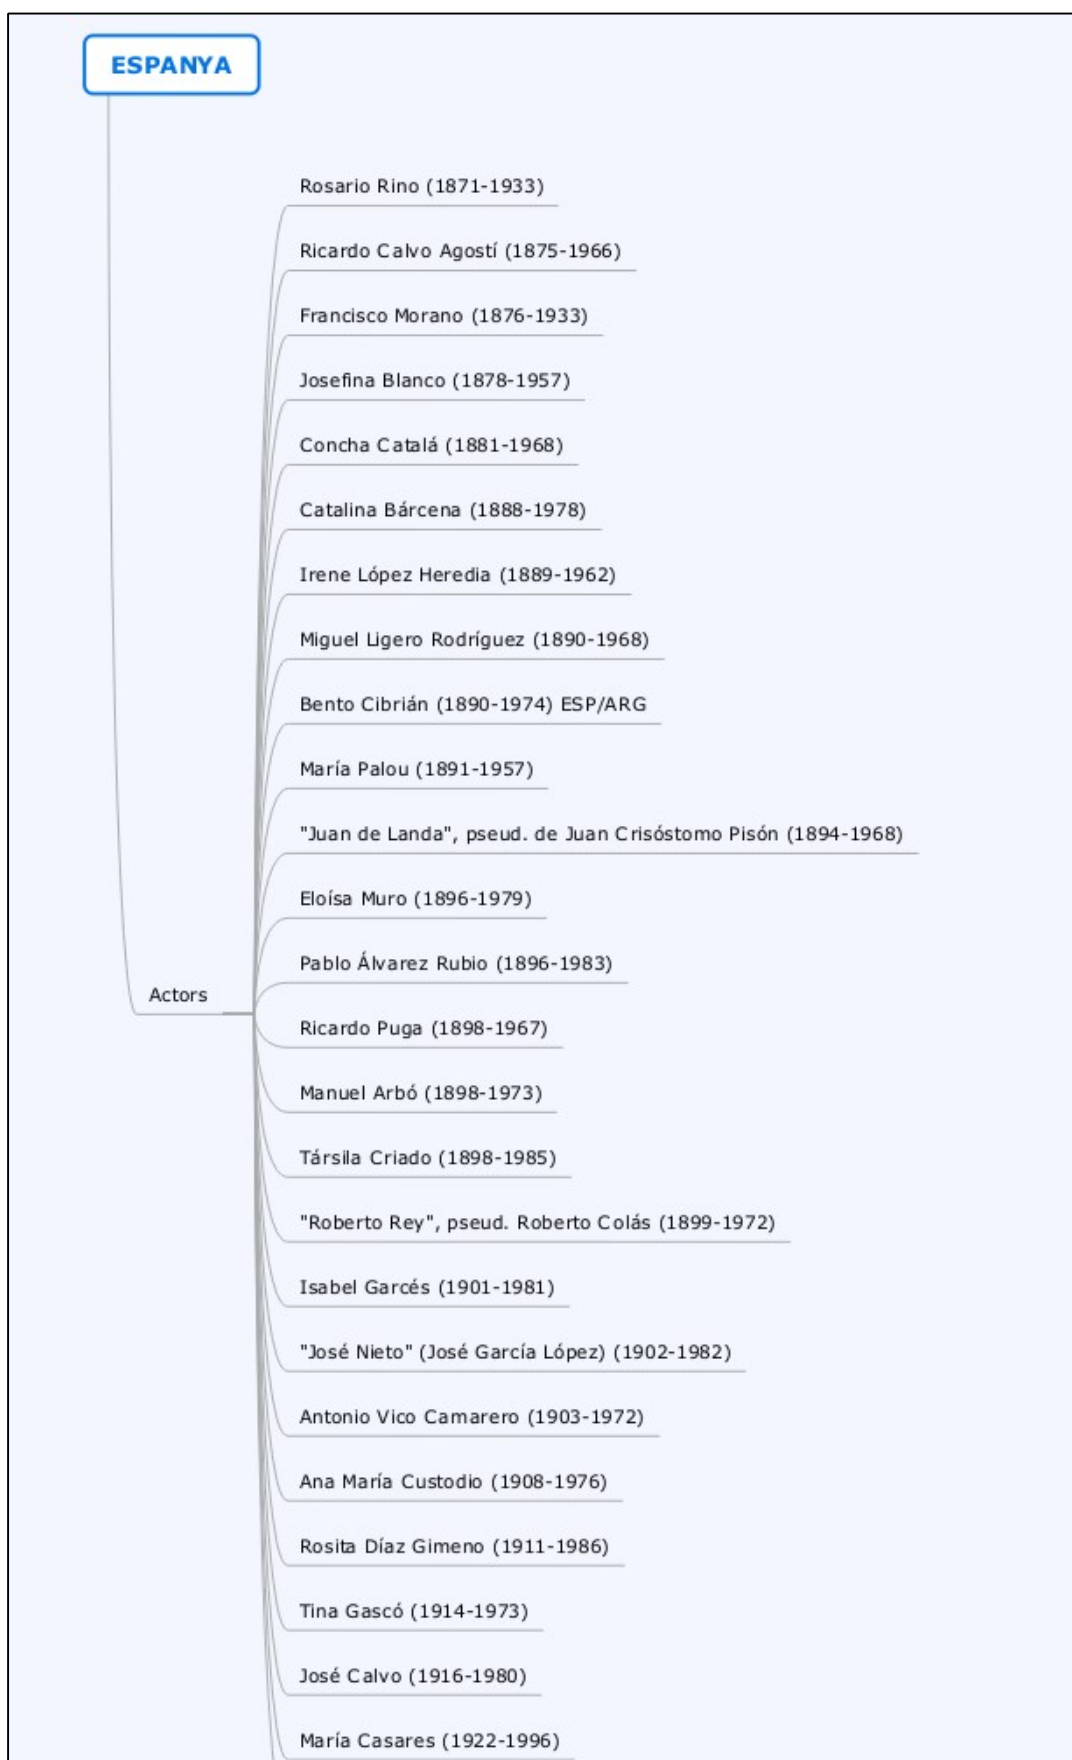 ESPANYA
Rosario Rino (1871-1933)
Ricardo Calvo Agostí (1875-1966)
Francisco Morano (1876-1933)
Josefina Blanco (1878-1957)
Concha Catalá (1881-1968)
Catalina Bárcena (1888-1978)
Irene López Heredia (1889-1962)
Miguel Ligero Rodríguez (1890-1968)
Bento Cibrián (1890-1974) ESP/ARG
María Palou (1891-1957)
"Juan de Landa", pseud. de Juan Crisóstomo Pisón (1894-1968)
Eloísa Muro (1896-1979)
Pablo Álvarez Rubio (1896-1983)
Actors
Ricardo Puga (1898-1967)
Manuel Arbó (1898-1973)
Társila Criado (1898-1985)
"Roberto Rey", pseud. Roberto Colás (1899-1972)
Isabel Garcés (1901-1981)
"José Nieto" (José García López) (1902-1982)
Antonio Vico Camarero (1903-1972)
Ana María Custodio (1908-1976)
Rosita Díaz Gimeno (1911-1986)
Tina Gascó (1914-1973)
José Calvo (1916-1980)
María Casares (1922-1996)